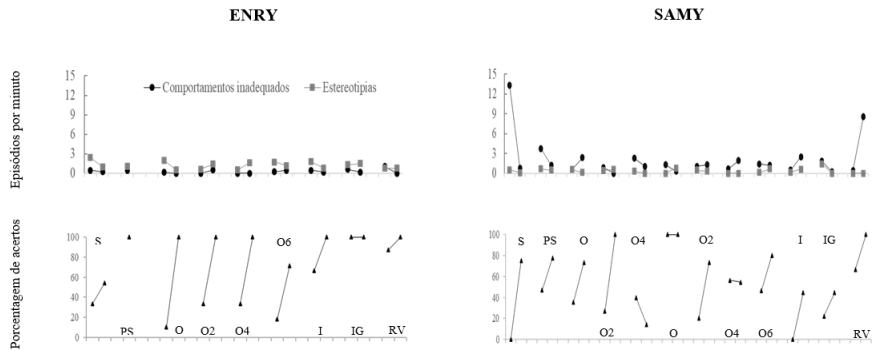 ENRY
SAMY
Episódios por minuto
15
12
9
6
3
0
Comportamentos inadequados
Estereotipias
15
12
9
6
3
0
Porcentagem de acertos
100
80
60
40
20
0
S
PS
O
O2
O4
O6
I
IG
RV
100
80
60
40
20
0
S
PS
O
O2
O4
O
O2
O4
O6
I
IG
RV